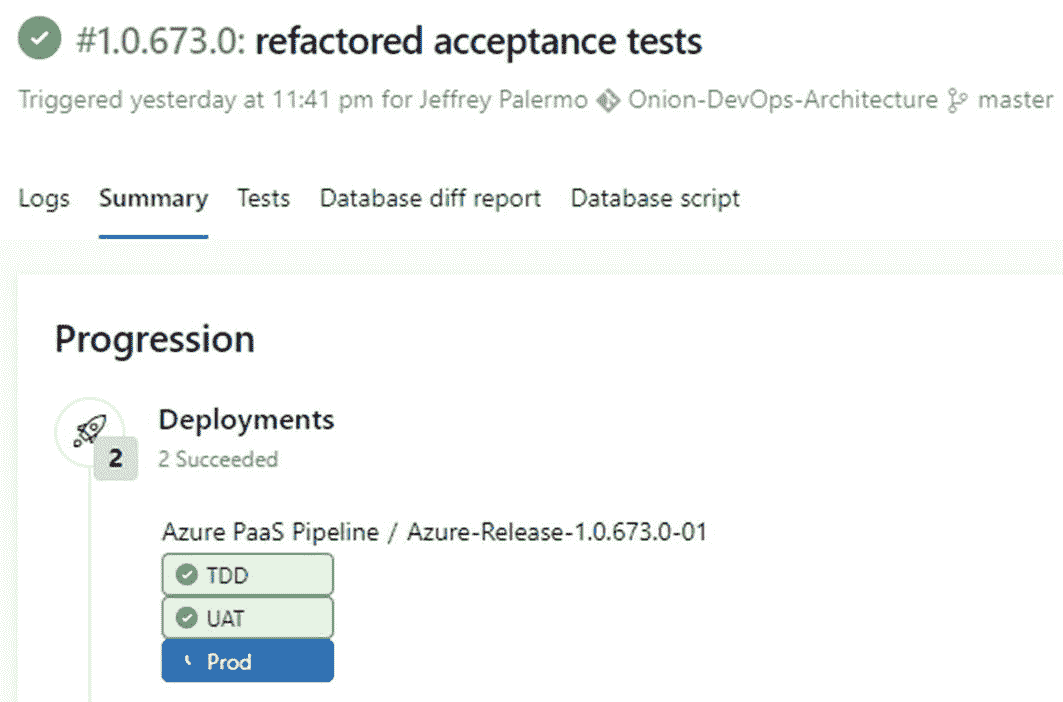 #1.0.673.0: refactored acceptance tests
Triggered yesterday at 11:41 pm for Jeffrey Palermo Onion-DevOps-Architecture master
Logs Summary Tests Database diff report Database script
Progression
Deployments
2
2 Succeeded
Azure PaaS Pipeline / Azure-Release-1.0.673.0-01
TDD
UAT
Prod